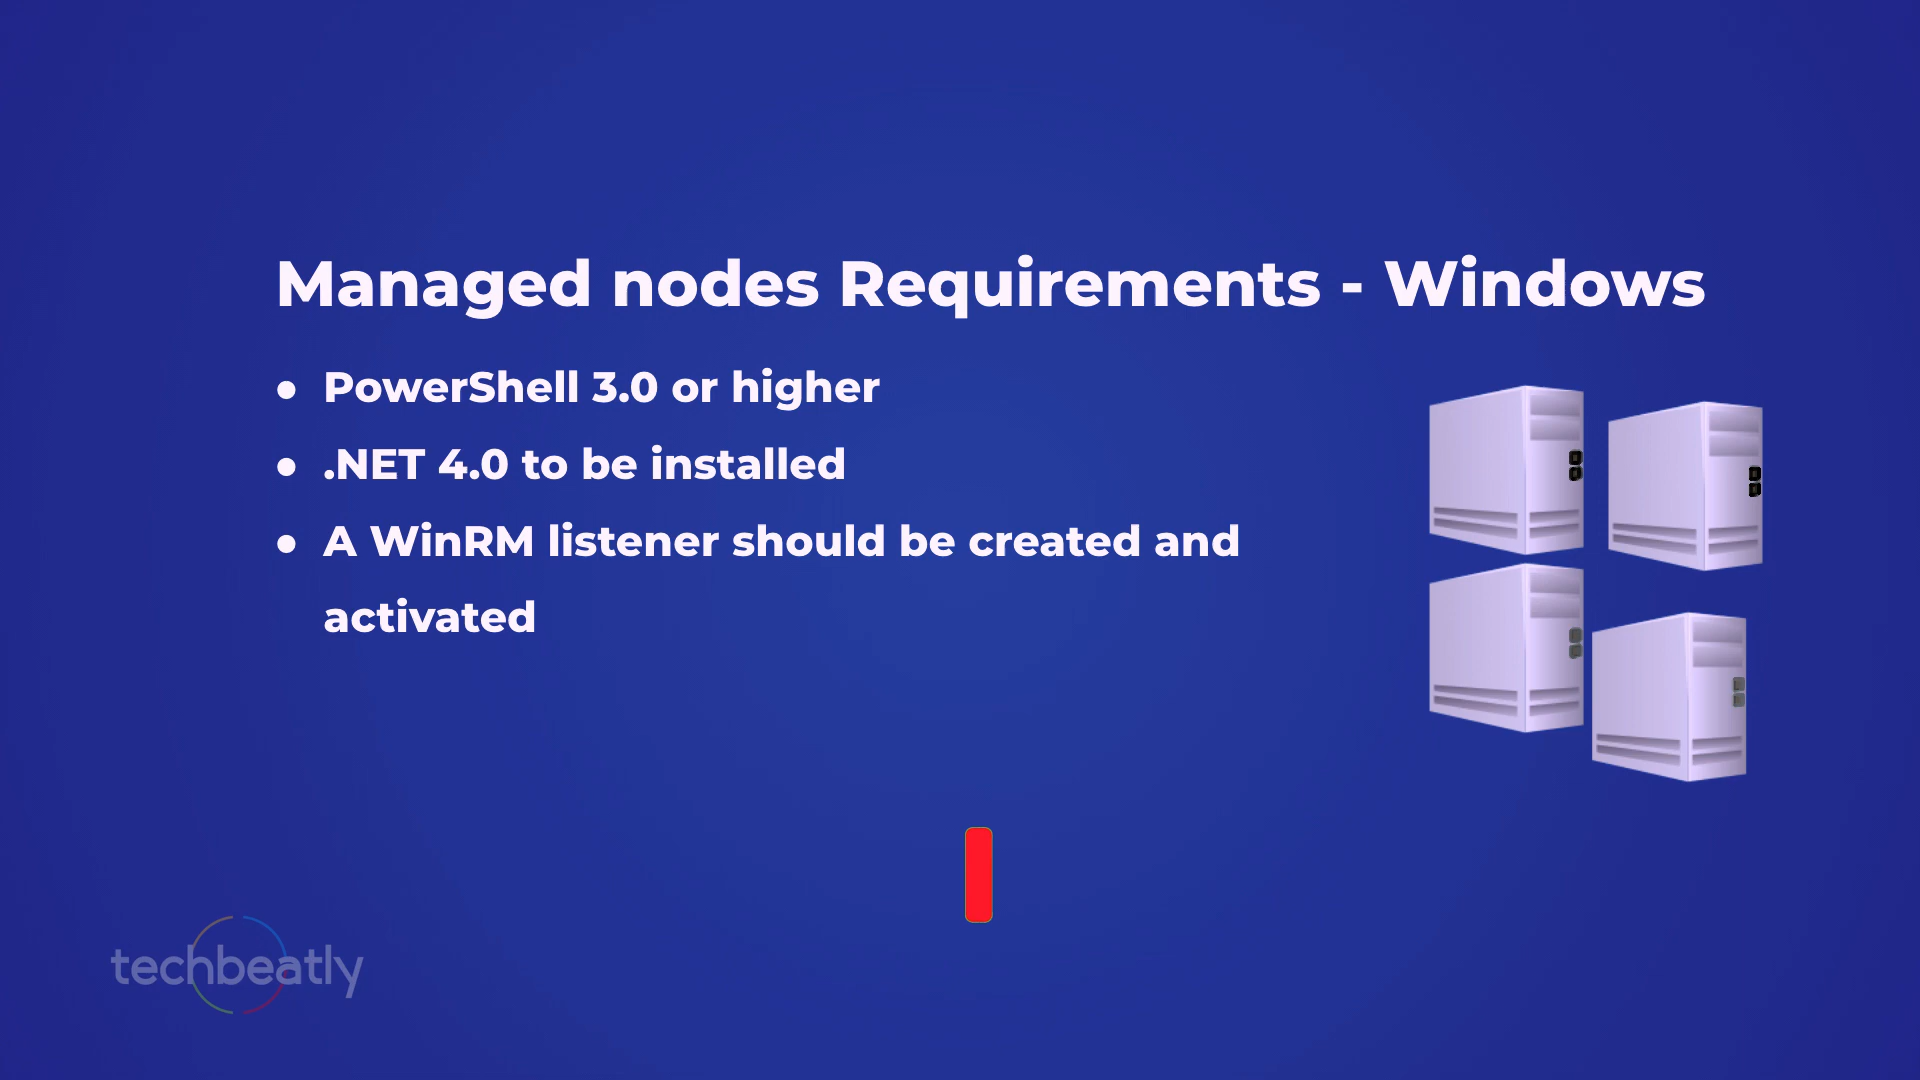 Managed nodes Requirements - Windows
● PowerShell 3.0 or higher
● .NET 4.0 to be installed
● A WinRM listener should be created and
activated
techbeatly